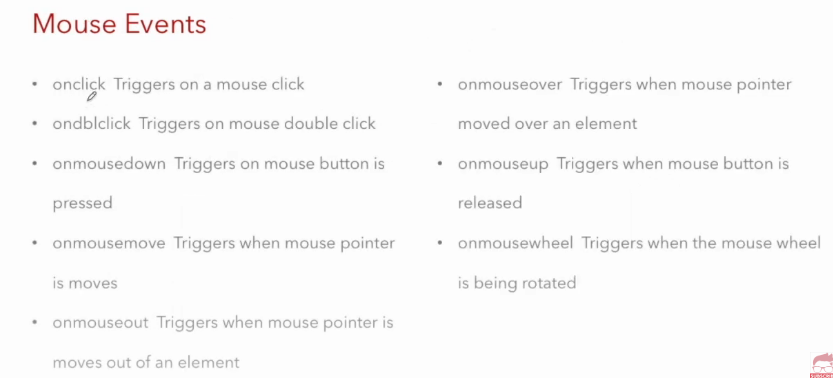 Mouse Events
• onclick Triggers on a mouse click
• ondblclick Triggers on mouse double click
• onmousedown Triggers on mouse button is
pressed
• onmousemove Triggers when mouse pointer
is moves
• onmouseout Triggers when mouse pointer is
moves out of an element
• onmouseover Triggers when mouse pointer
moved over an element
• onmouseup Triggers when mouse button is
released
• onmousewheel Triggers when the mouse wheel
is being rotated
SUBSCRIBE